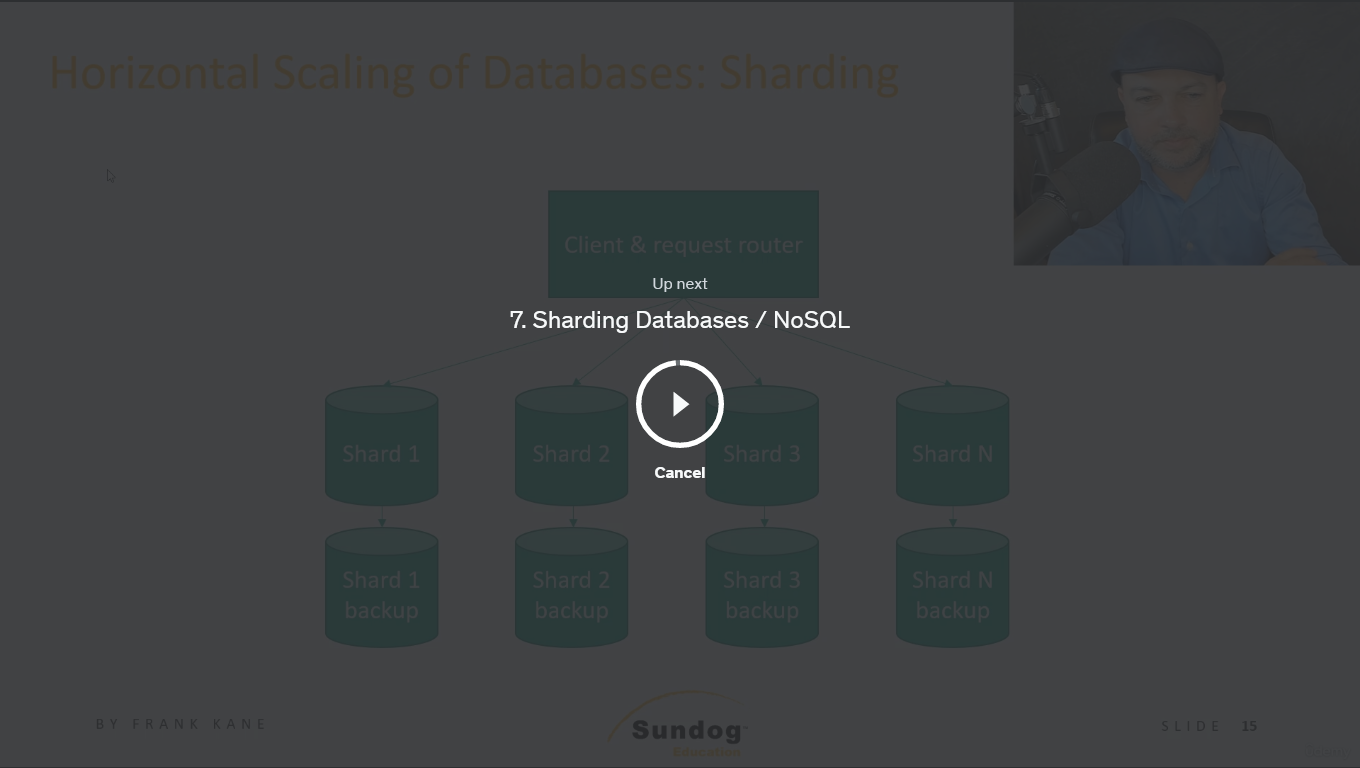 Horizontal Scaling of Databases: Sharding
Client & request router
Up next
7. Sharding Databases / NoSQL
Cancel
Shard 1
Shard 2
Shard 3
Shard N
Shard 1
backup
Shard 2
backup
Shard 3
backup
Shard N
backup
BY FRANK KANE
Sundog
Education
SLIDE 15